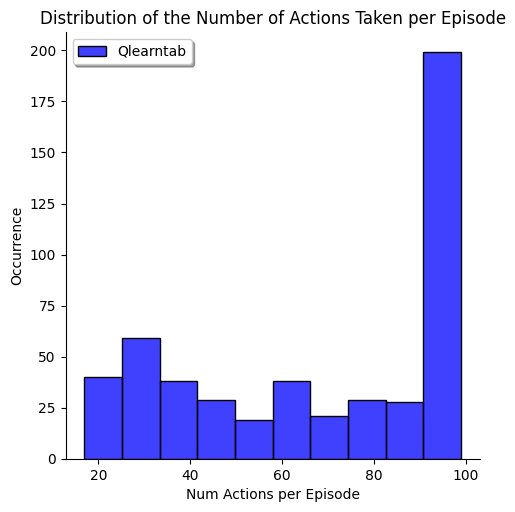 Distribution of the Number of Actions Taken per Episode
Qlearntab
200
175
150
125
100
75
50
25
0
Occurrence
20 40 60 80 100
Num Actions per Episode